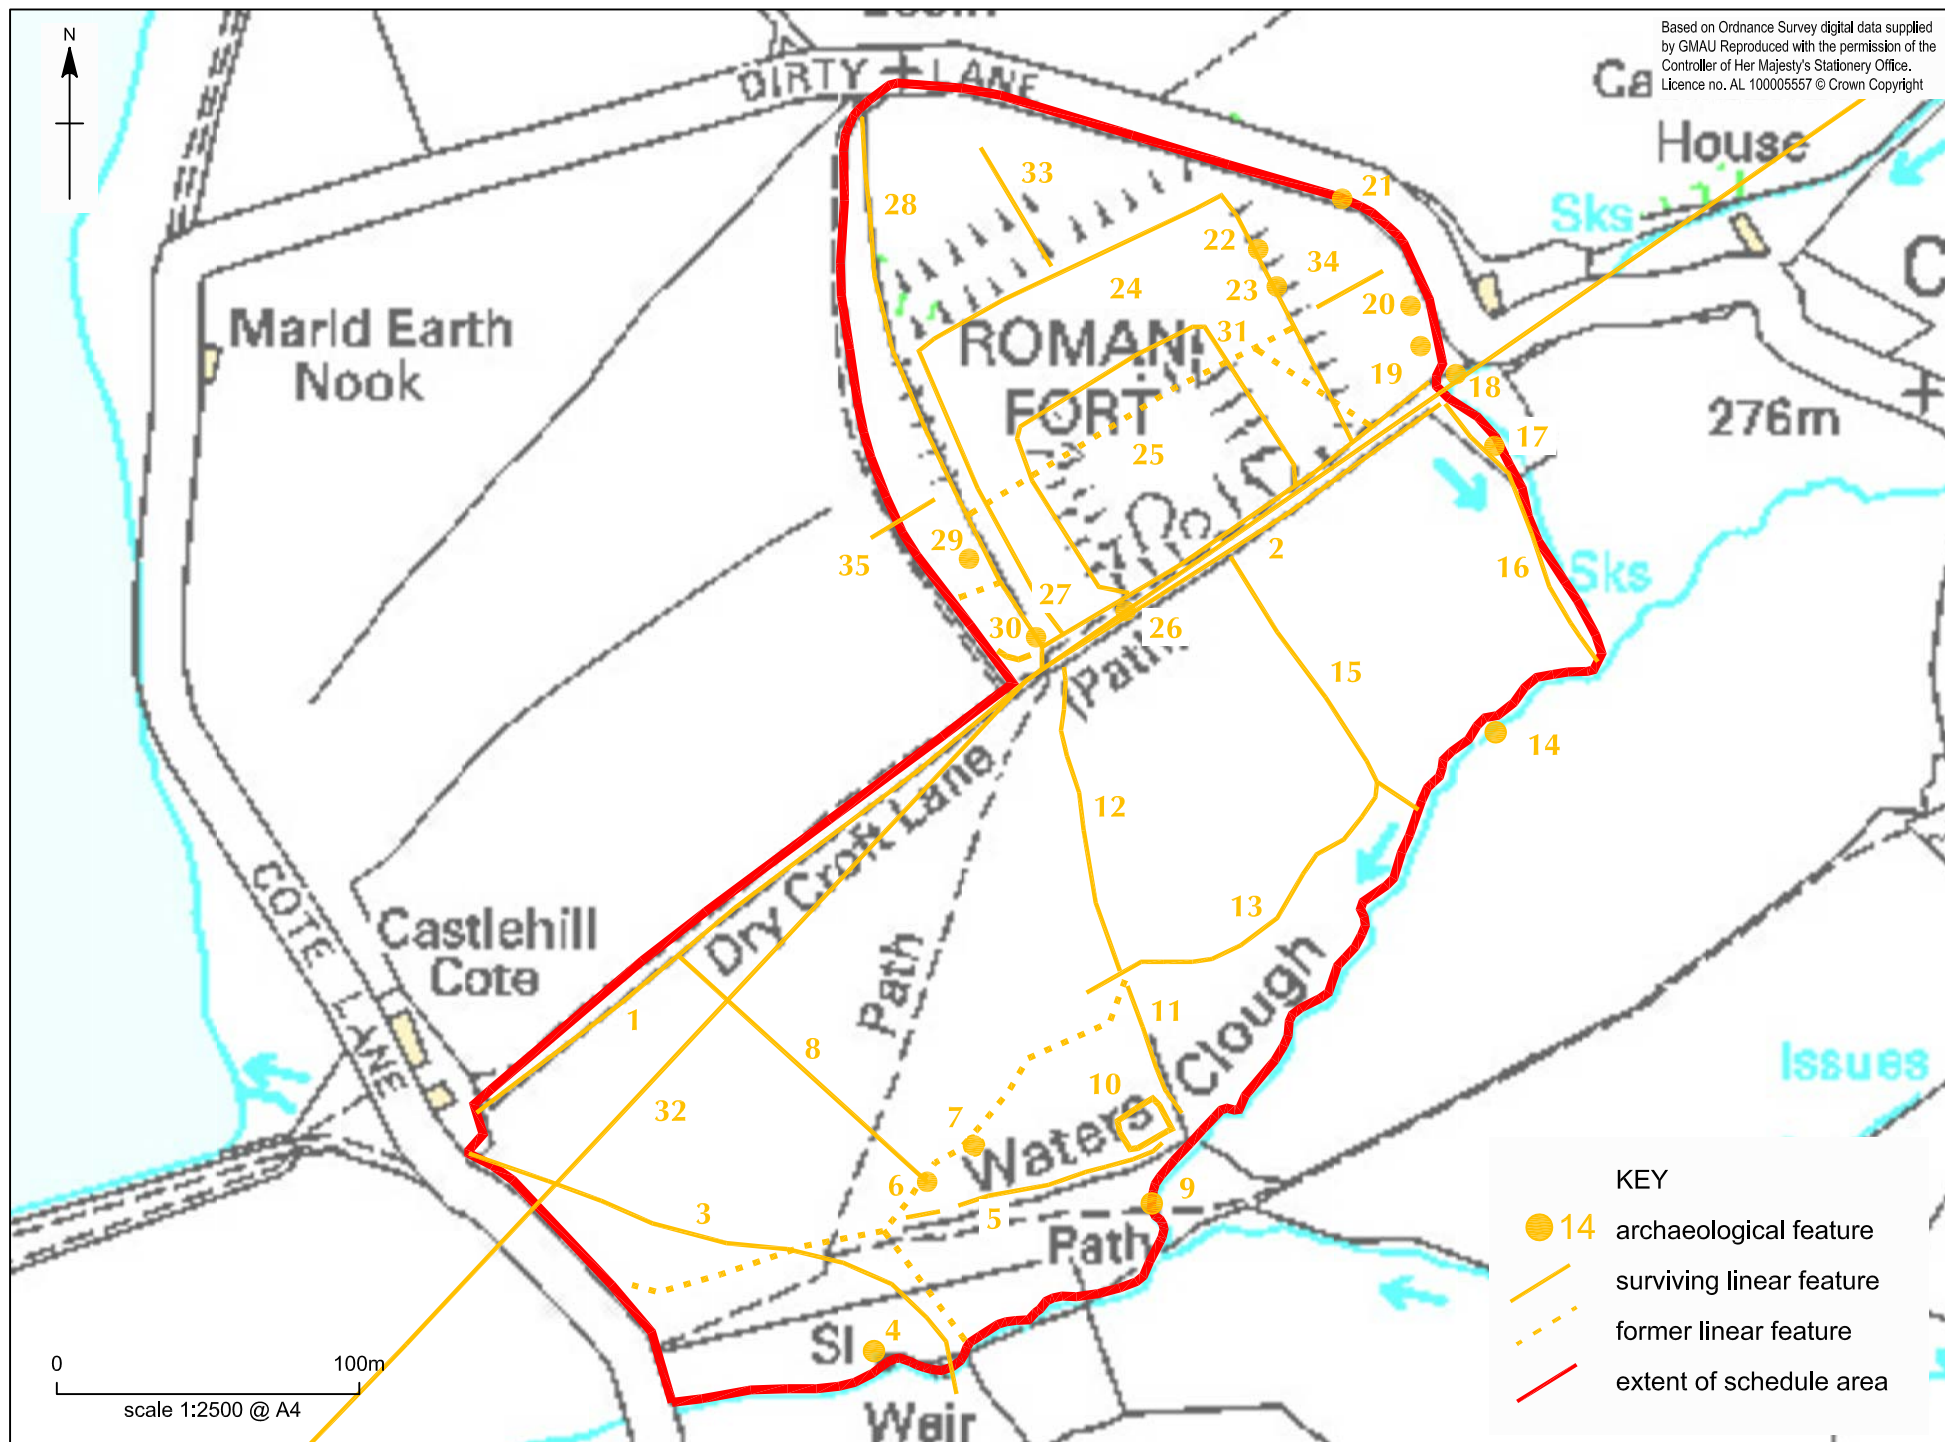 N
Based on Ordnance Survey digital data supplied
by GMAU Reproduced with the permission of the
Controller of Her Majesty's Stationery Office.
Licence no. AL 100005557 © Crown Copyright
DIRTY LANE
Ca
House
Sks
C
33
28
21
22
34
23
24
20
31
19
18
ROMAN
FORT
Marld Earth
Nook
276m
17
25
2
29
35
16
Sks
27
30
26
Path
15
14
12
13
Dry Croft Lane
Castlehill
Cote
COTE LANE
Path
1
8
11
32
10
7
Waters Clough
Issues
6
9
3
5
Path
4
SI
Weir
0 100m
scale 1:2500 @ A4
KEY
14 archaeological feature
surviving linear feature
former linear feature
extent of schedule area